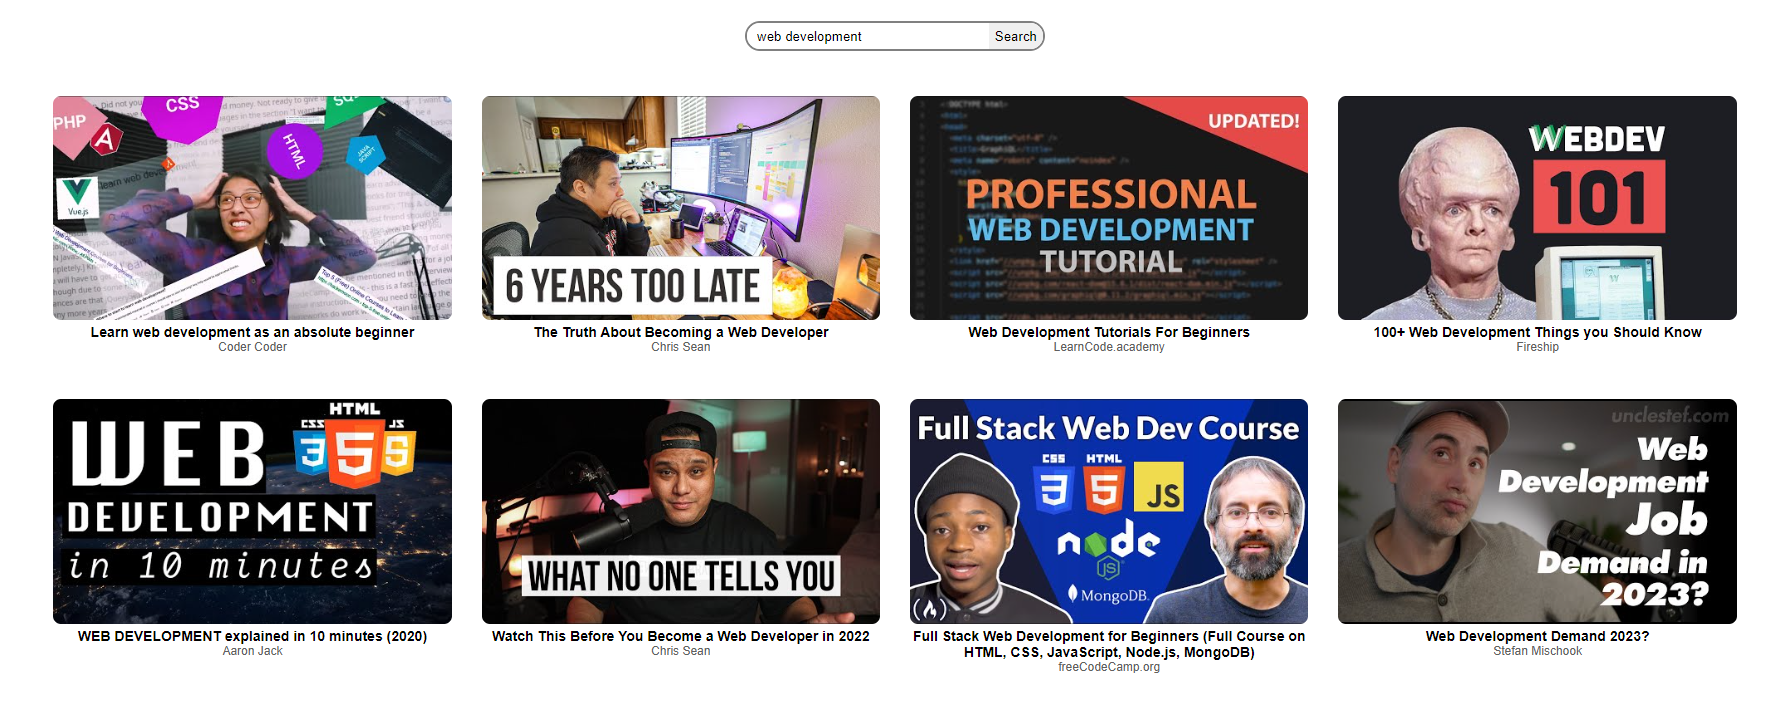 web development
Search
PHP
CSS
SQL
HTML
JAVA
SCRIPT
Vue.js
6 YEARS TOO LATE
UPDATED!
PROFESSIONAL
WEB DEVELOPMENT
TUTORIAL
WEBDEV
101
Learn web development as an absolute beginner
Coder Coder
The Truth About Becoming a Web Developer
Chris Sean
Web Development Tutorials For Beginners
LearnCode.academy
100+ Web Development Things you Should Know
Fireship
WEB
DEVELOPMENT
in 10 minutes
CSS HTML JS
WHAT NO ONE TELLS YOU
Full Stack Web Dev Course
CSS HTML
JS
node
JS
MongoDB.
unclestef.com
Web
Development
Job
Demand in
2023?
WEB DEVELOPMENT explained in 10 minutes (2020)
Aaron Jack
Watch This Before You Become a Web Developer in 2022
Chris Sean
Full Stack Web Development for Beginners (Full Course on
HTML, CSS, JavaScript, Node.js, MongoDB)
freeCodeCamp.org
Web Development Demand 2023?
Stefan Mischook